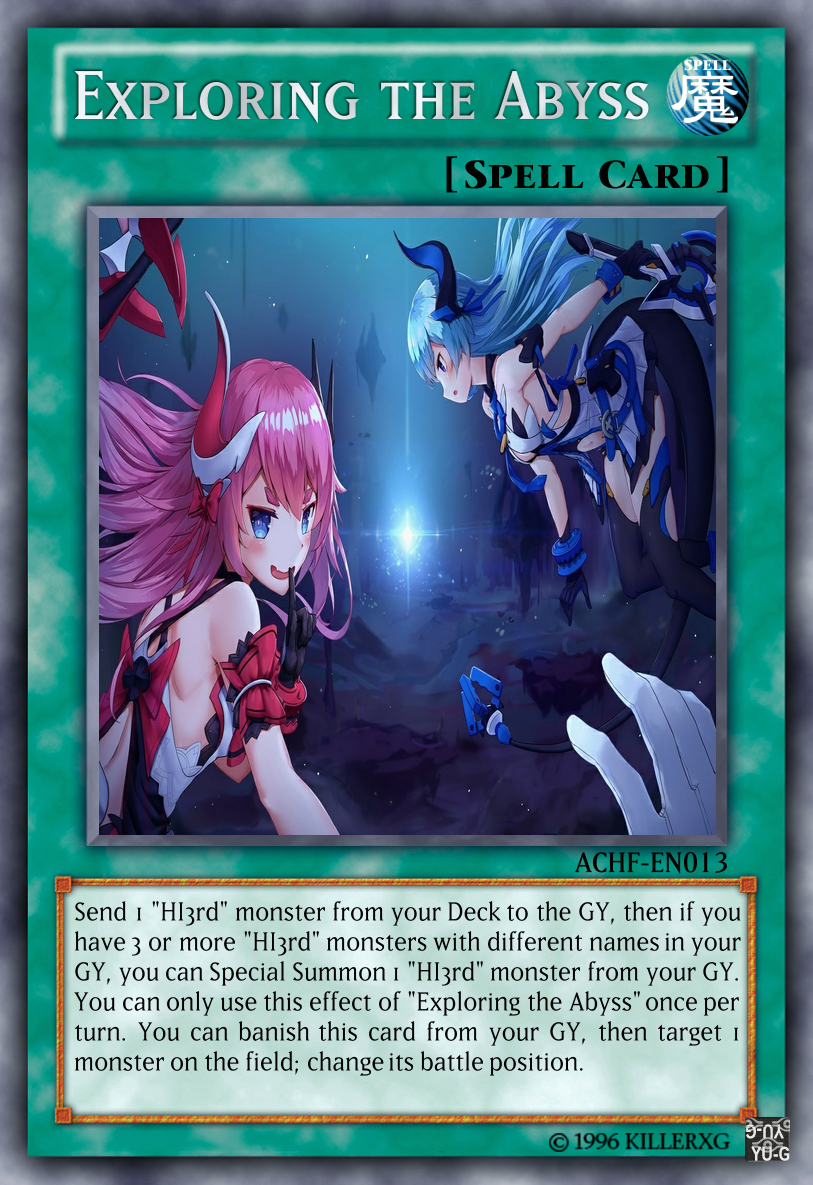 Exploring the Abyss
SPELL
魔
[Spell Card]
ACHF-EN013
Send 1 "HI3rd" monster from your Deck to the GY, then if you
have 3 or more "HI3rd" monsters with different names in your
GY, you can Special Summon 1 "HI3rd" monster from your GY.
You can only use this effect of "Exploring the Abyss" once per
turn. You can banish this card from your GY, then target 1
monster on the field; change its battle position.
© 1996 KILLERXG
YU-G
YU-G